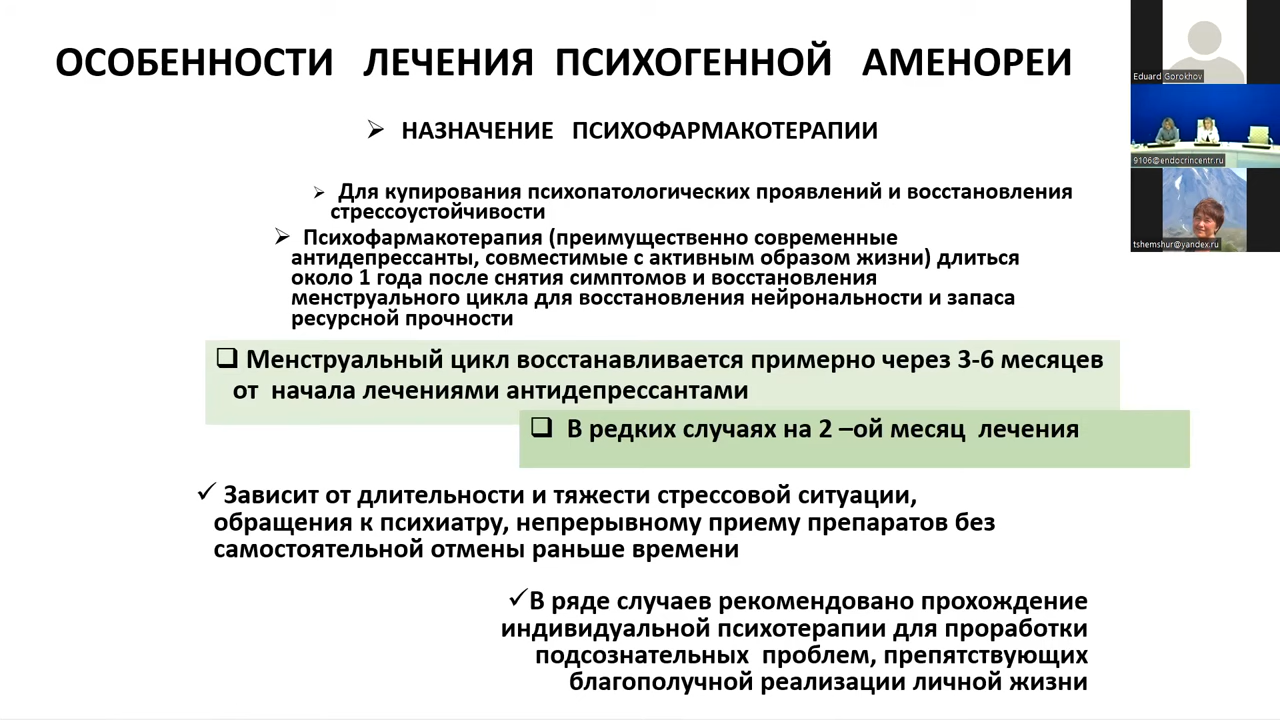 ОСОБЕННОСТИ ЛЕЧЕНИЯ ПСИХОГЕННОЙ АМЕНОРЕИ
➢ НАЗНАЧЕНИЕ ПСИХОФАРМАКОТЕРАПИИ
➢ Для купирования психопатологических проявлений и восстановления
стрессоустойчивости
➢ Психофармакотерапия (преимущественно современные
антидепрессанты, совместимые с активным образом жизни) длиться
около 1 года после снятия симптомов и восстановления
менструального цикла для восстановления нейрональности и запаса
ресурсной прочности
❑ Менструальный цикл восстанавливается примерно через 3-6 месяцев
от начала лечениями антидепрессантами
❑ В редких случаях на 2 –ой месяц лечения
✓ Зависит от длительности и тяжести стрессовой ситуации,
обращения к психиатру, непрерывному приему препаратов без
самостоятельной отмены раньше времени
✓В ряде случаев рекомендовано прохождение
индивидуальной психотерапии для проработки
подсознательных проблем, препятствующих
благополучной реализации личной жизни
Eduard Gorokhov
9106@endocrincentr.ru
tshemshur@yandex.ru